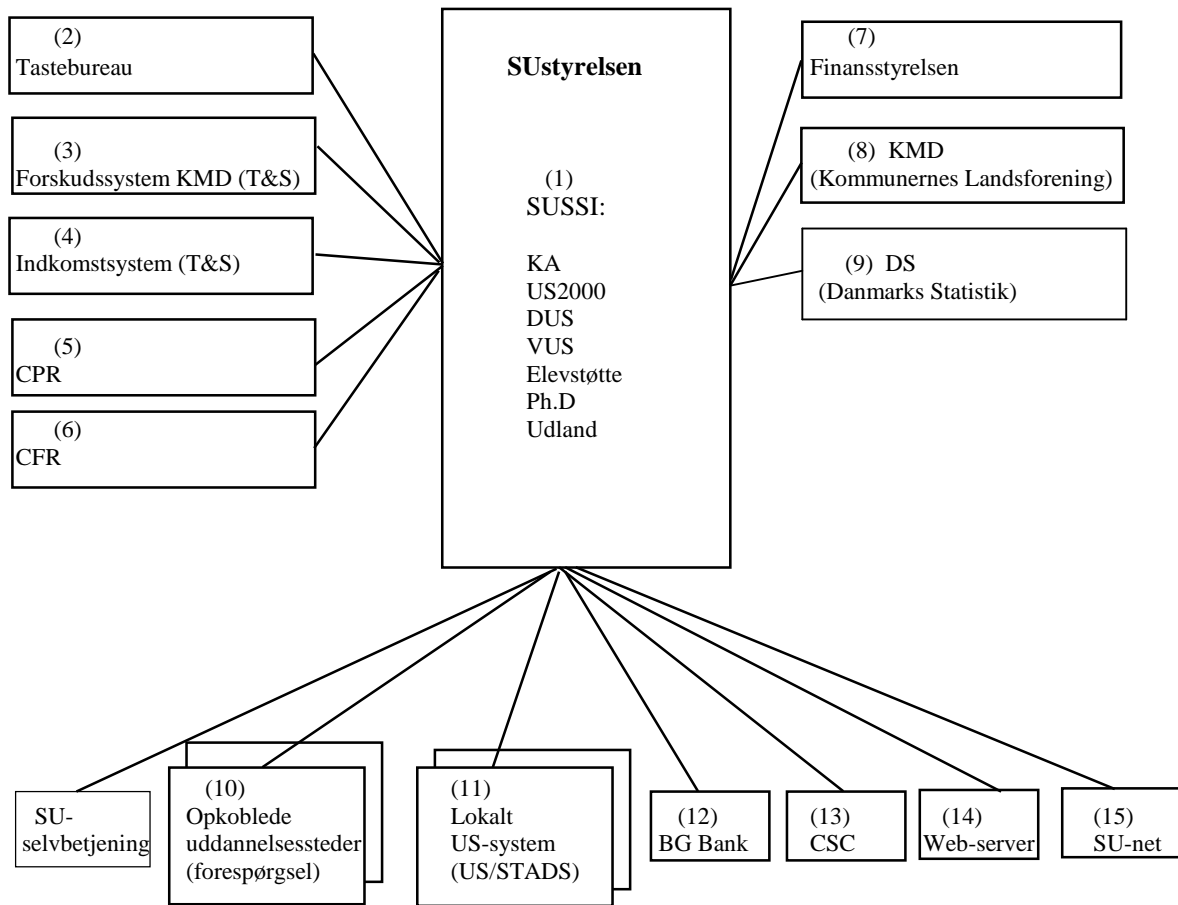 (2)
Tastebureau
(3)
Forskudssystem KMD (T&S)
(4)
Indkomstsystem (T&S)
(5)
CPR
(6)
CFR
SUstyrelsen
(1)
SUSSI:
KA
US2000
DUS
VUS
Elevstøtte
Ph.D
Udland
(7)
Finansstyrelsen
(8) KMD
(Kommunernes Landsforening)
(9) DS
(Danmarks Statistik)
SU-
selvbetjening
(10)
Opkoblede
uddannelsessteder
(forespørgsel)
(11)
Lokalt
US-system
(US/STADS)
(12)
BG Bank
(13)
CSC
(14)
Web-server
(15)
SU-net